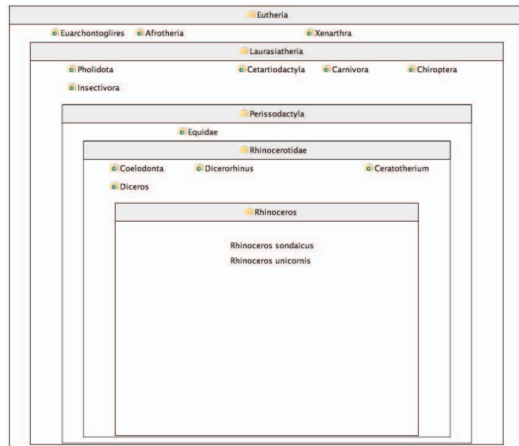 Eutheria
Euarchontoglires Afrotheria Xenarthra
Laurasiatheria
Pholidota Cetartiodactyla Carnivora Chiroptera
Insectivora
Perissodactyla
Equidae
Rhinocerotidae
Coelodonta Dicerorhinus Ceratotherium
Diceros
Rhinoceros
Rhinoceros sondaicus
Rhinoceros unicornis